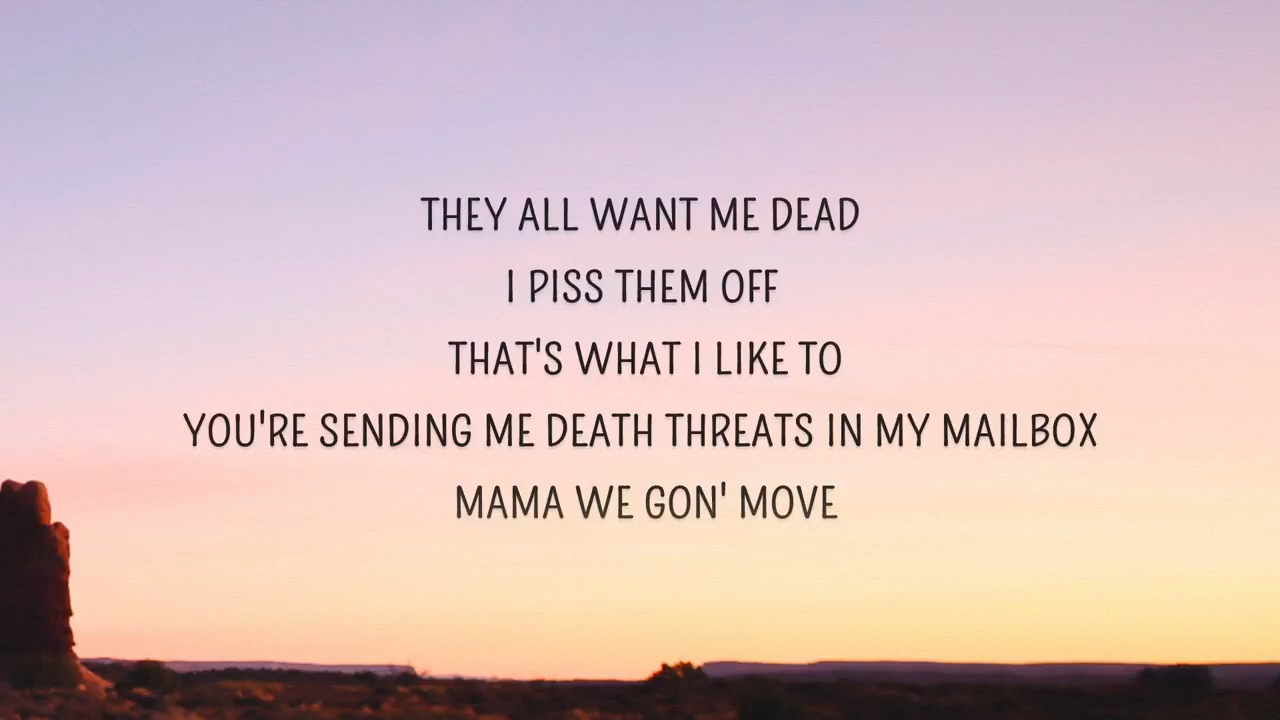 THEY ALL WANT ME DEAD
I PISS THEM OFF
THAT'S WHAT I LIKE TO
YOU'RE SENDING ME DEATH THREATS IN MY MAILBOX
MAMA WE GON' MOVE